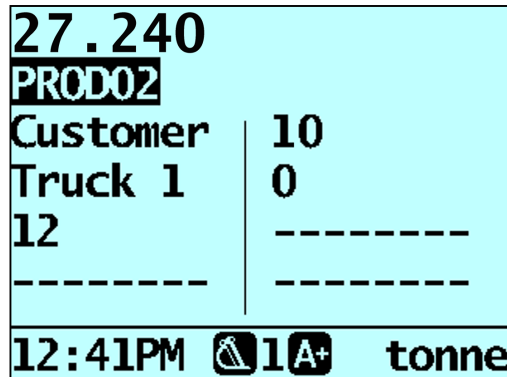 27.240
PROD02
Customer 10
Truck 1 0
12 --------
-------- --------
12:41PM 1 A+ tonne